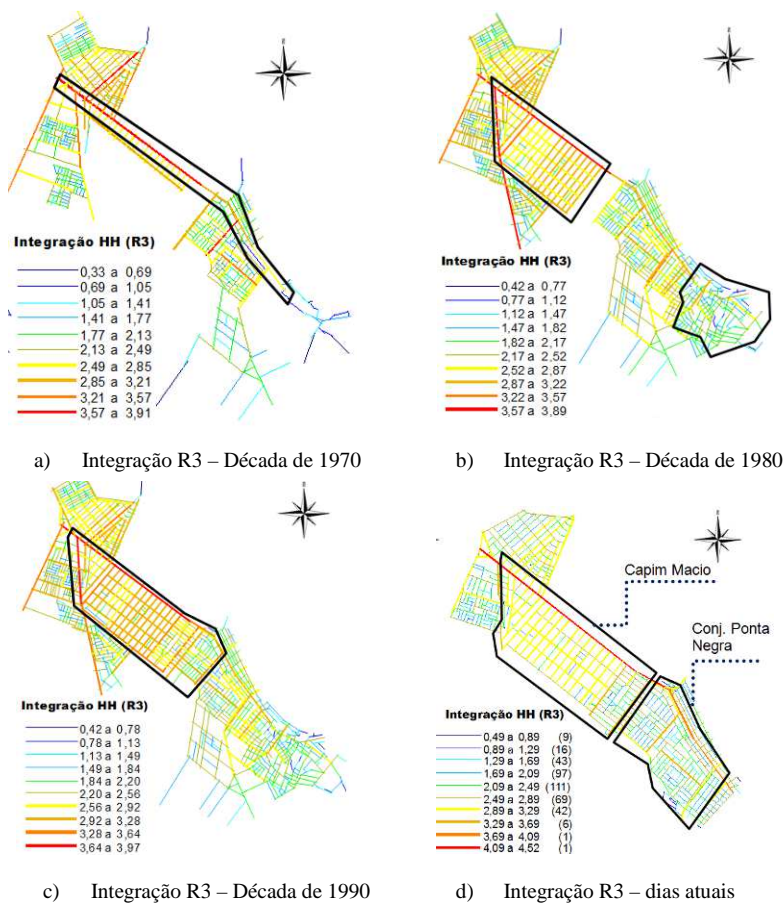 Integração HH (R3)
0,33 a 0,69
0,69 a 1,05
1,05 a 1,41
1,41 a 1,77
1,77 a 2,13
2,13 a 2,49
2,49 a 2,85
2,85 a 3,21
3,21 a 3,57
3,57 a 3,91
a) Integração R3 – Década de 1970
Integração HH (R3)
0,42 a 0,77
0,77 a 1,12
1,12 a 1,47
1,47 a 1,82
1,82 a 2,17
2,17 a 2,52
2,52 a 2,87
2,87 a 3,22
3,22 a 3,57
3,57 a 3,89
b) Integração R3 – Década de 1980
Integração HH (R3)
0,42 a 0,78
0,78 a 1,13
1,13 a 1,49
1,49 a 1,84
1,84 a 2,20
2,20 a 2,56
2,56 a 2,92
2,92 a 3,28
3,28 a 3,64
3,64 a 3,97
c) Integração R3 – Década de 1990
Capim Macio
Conj. Ponta
Negra
Integração HH (R3)
0,49 a 0,89 (9)
0,89 a 1,29 (16)
1,29 a 1,69 (43)
1,69 a 2,09 (97)
2,09 a 2,49 (111)
2,49 a 2,89 (69)
2,89 a 3,29 (42)
3,29 a 3,69 (6)
3,69 a 4,09 (1)
4,09 a 4,52 (1)
d) Integração R3 – dias atuais